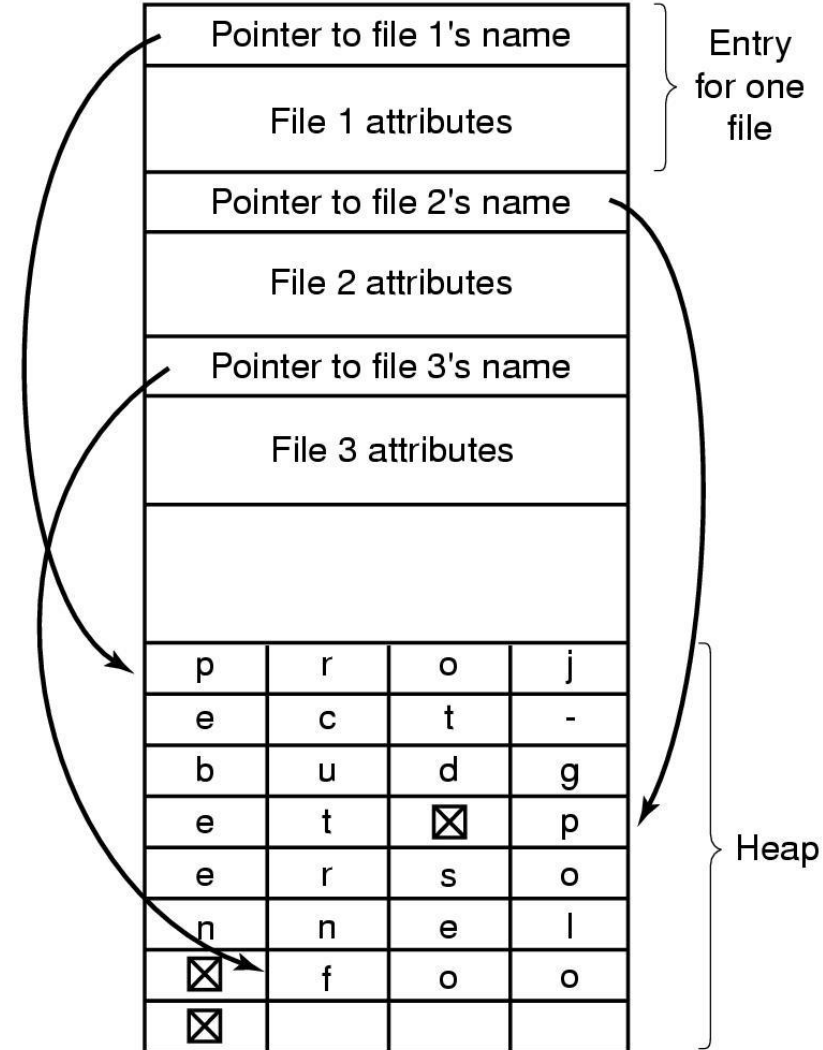 Pointer to file 1's name
Entry
for one
file
File 1 attributes
Pointer to file 2's name
File 2 attributes
Pointer to file 3's name
File 3 attributes
p r o j
e c t -
b u d g
e t ☒ p
e r s o
n n e l
☒ f o o
☒
Heap